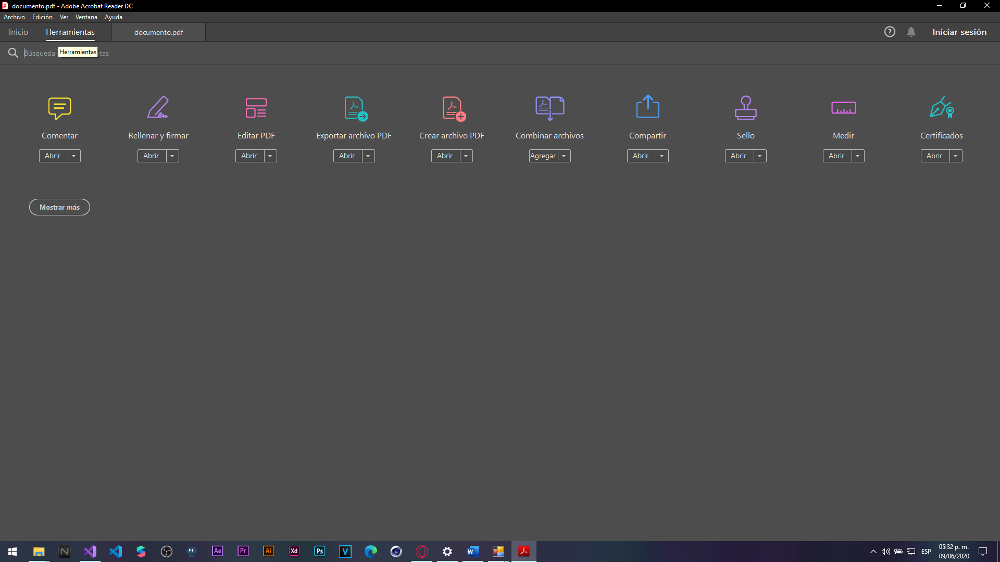 documento.pdf - Adobe Acrobat Reader DC
Archivo Edición Ver Ventana Ayuda
Inicio Herramientas documento.pdf Iniciar sesión
Búsqueda
Herramientas
Comentar Rellenar y firmar Editar PDF Exportar archivo PDF Crear archivo PDF Combinar archivos Compartir Sello Medir Certificados
Abrir Abrir Abrir Abrir Abrir Agregar Abrir Abrir Abrir Abrir
Mostrar más
Ae Pr Ai Xd Ps V W
ESP
05:32 p. m.
09/06/2020